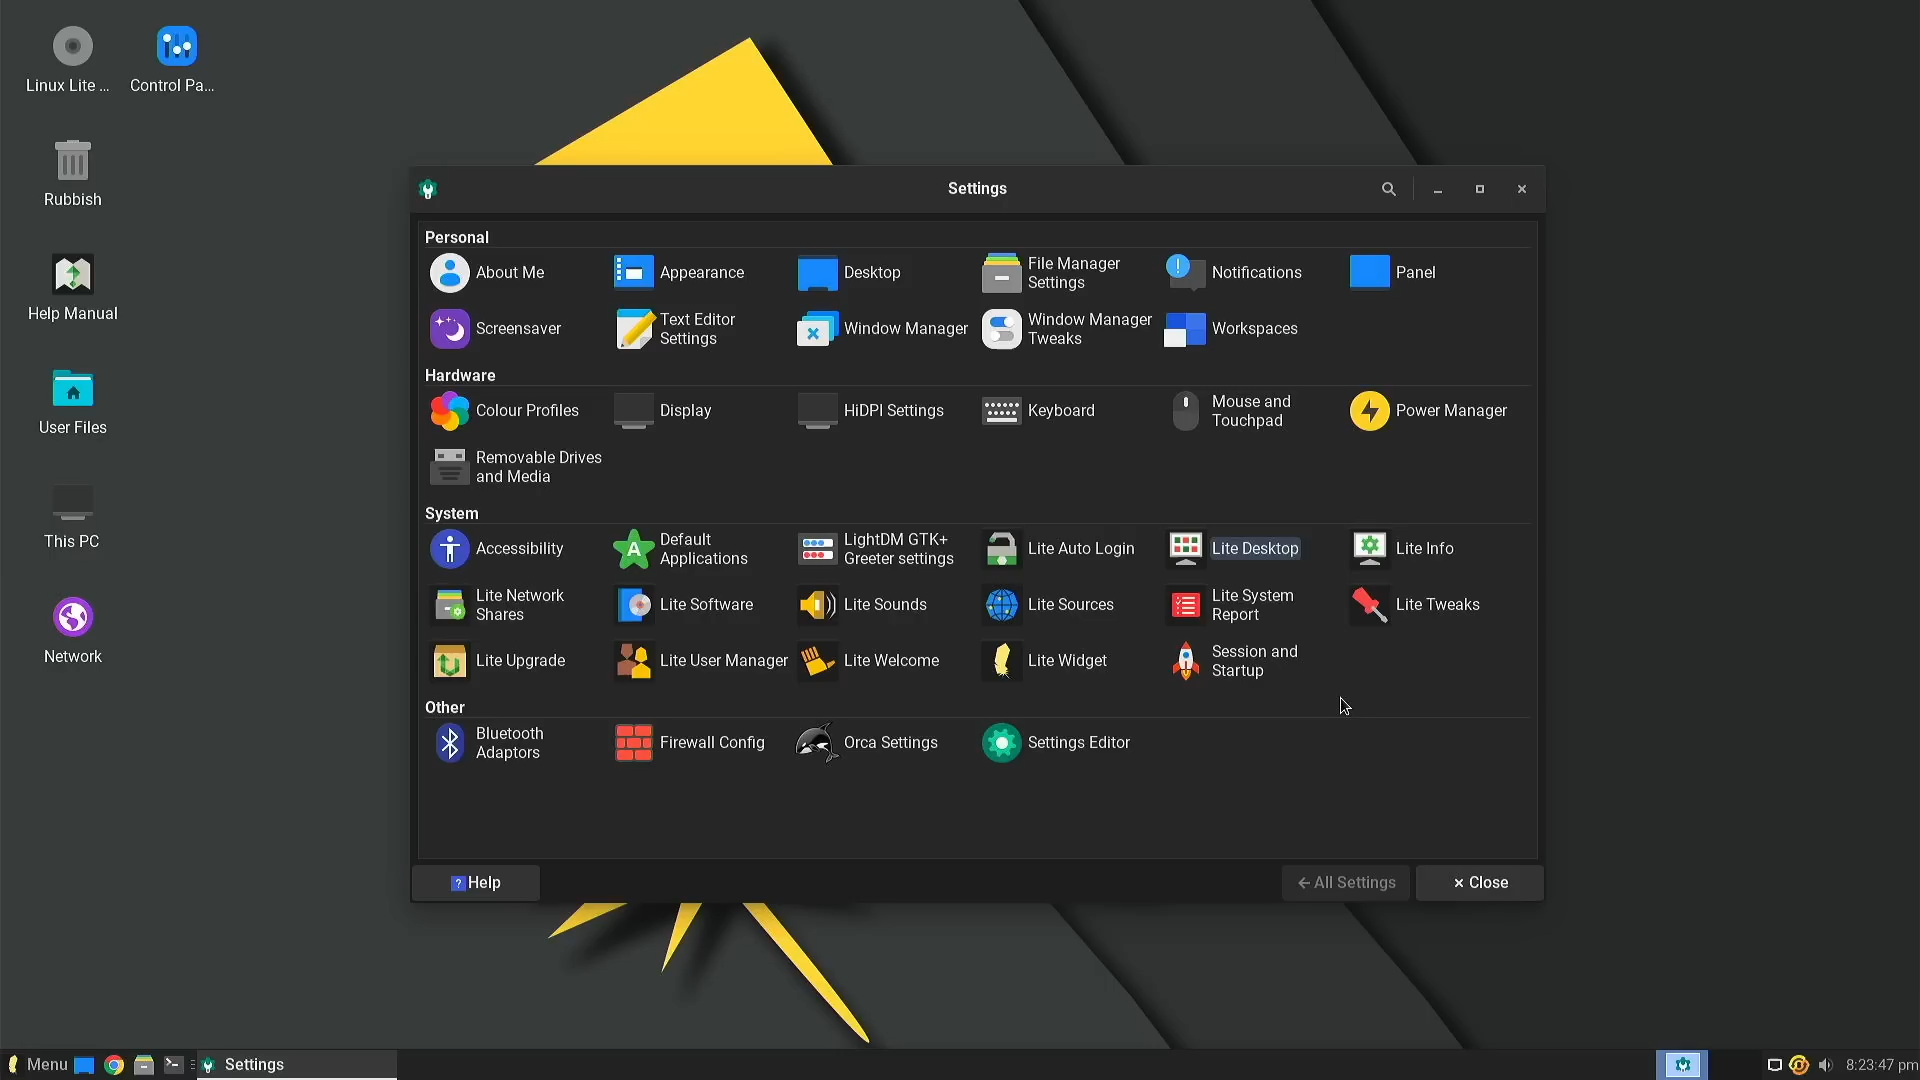 Linux Lite ...
Control Pa...
Rubbish
Help Manual
User Files
This PC
Network
Settings
Personal
About Me
Appearance
Desktop
File Manager
Settings
Notifications
Panel
Screensaver
Text Editor
Settings
Window Manager
Window Manager
Tweaks
Workspaces
Hardware
Colour Profiles
Display
HiDPI Settings
Keyboard
Mouse and
Touchpad
Power Manager
Removable Drives
and Media
System
Accessibility
Default
Applications
LightDM GTK+
Greeter settings
Lite Auto Login
Lite Desktop
Lite Info
Lite Network
Shares
Lite Software
Lite Sounds
Lite Sources
Lite System
Report
Lite Tweaks
Lite Upgrade
Lite User Manager
Lite Welcome
Lite Widget
Session and
Startup
Other
Bluetooth
Adaptors
Firewall Config
Orca Settings
Settings Editor
Help
All Settings
Close
Menu
Settings
8:23:47 pm